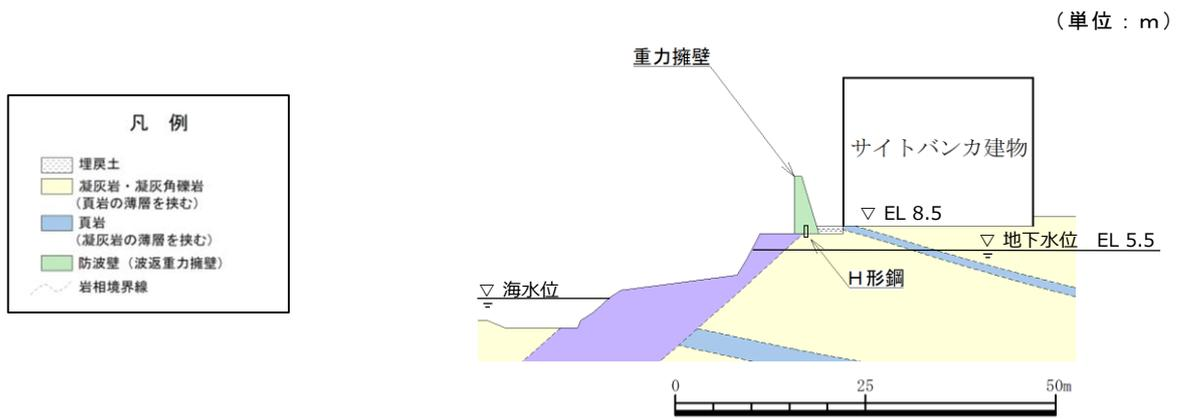 （単位：m）
重力擁壁
凡 例
埋戻土
凝灰岩・凝灰角礫岩
（頁岩の薄層を挟む）
頁岩
（凝灰岩の薄層を挟む）
防波壁（波返重力擁壁）
岩相境界線
サイトバンカ建物
▽ EL 8.5
▽ 地下水位 EL 5.5
H形鋼
▽ 海水位
0 25 50m